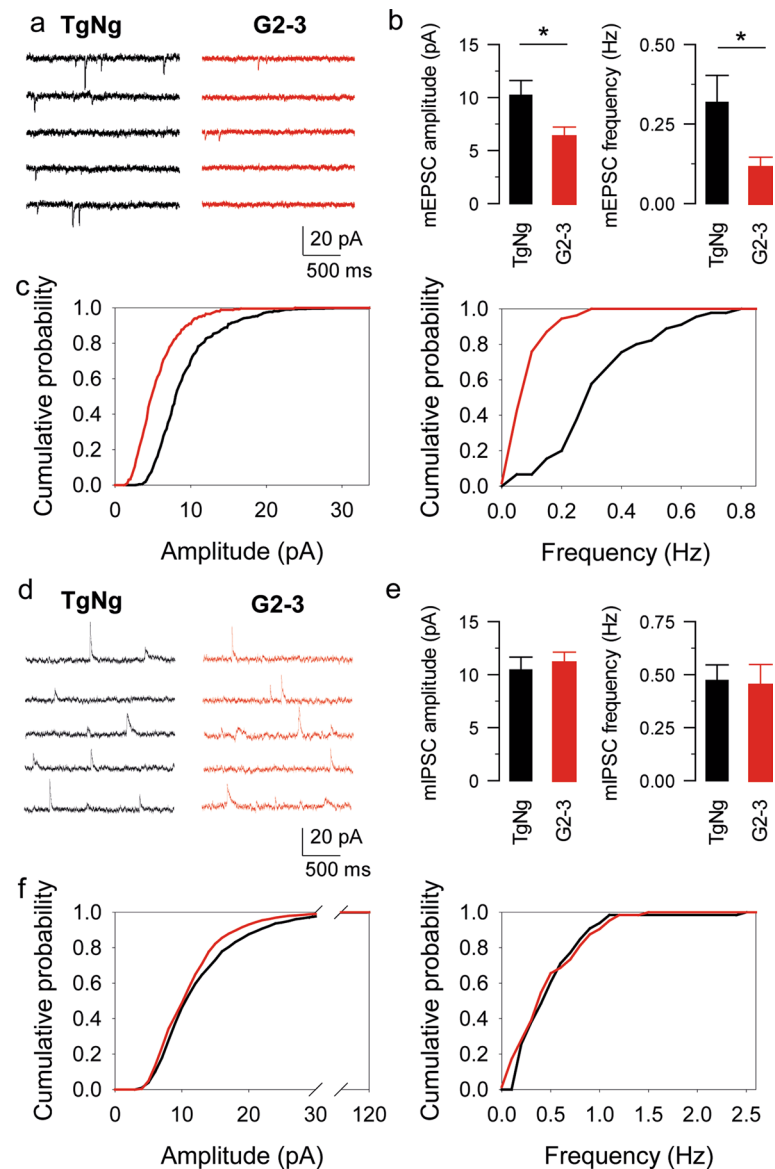 a
TgNg
G2-3
20 pA
500 ms
b
mEPSC amplitude (pA)
15
10
5
0
*
TgNg
G2-3
mEPSC frequency (Hz)
0.50
0.25
0.00
*
TgNg
G2-3
c
Cumulative probability
1.0
0.8
0.6
0.4
0.2
0.0
0 10 20 30
Amplitude (pA)
Cumulative probability
1.0
0.8
0.6
0.4
0.2
0.0
0.0 0.2 0.4 0.6 0.8
Frequency (Hz)
d
TgNg
G2-3
20 pA
500 ms
e
mIPSC amplitude (pA)
15
10
5
0
TgNg
G2-3
mIPSC frequency (Hz)
0.75
0.50
0.25
0.00
TgNg
G2-3
f
Cumulative probability
1.0
0.8
0.6
0.4
0.2
0.0
0 10 20 30 120
Amplitude (pA)
Cumulative probability
1.0
0.8
0.6
0.4
0.2
0.0
0.0 0.5 1.0 1.5 2.0 2.5
Frequency (Hz)